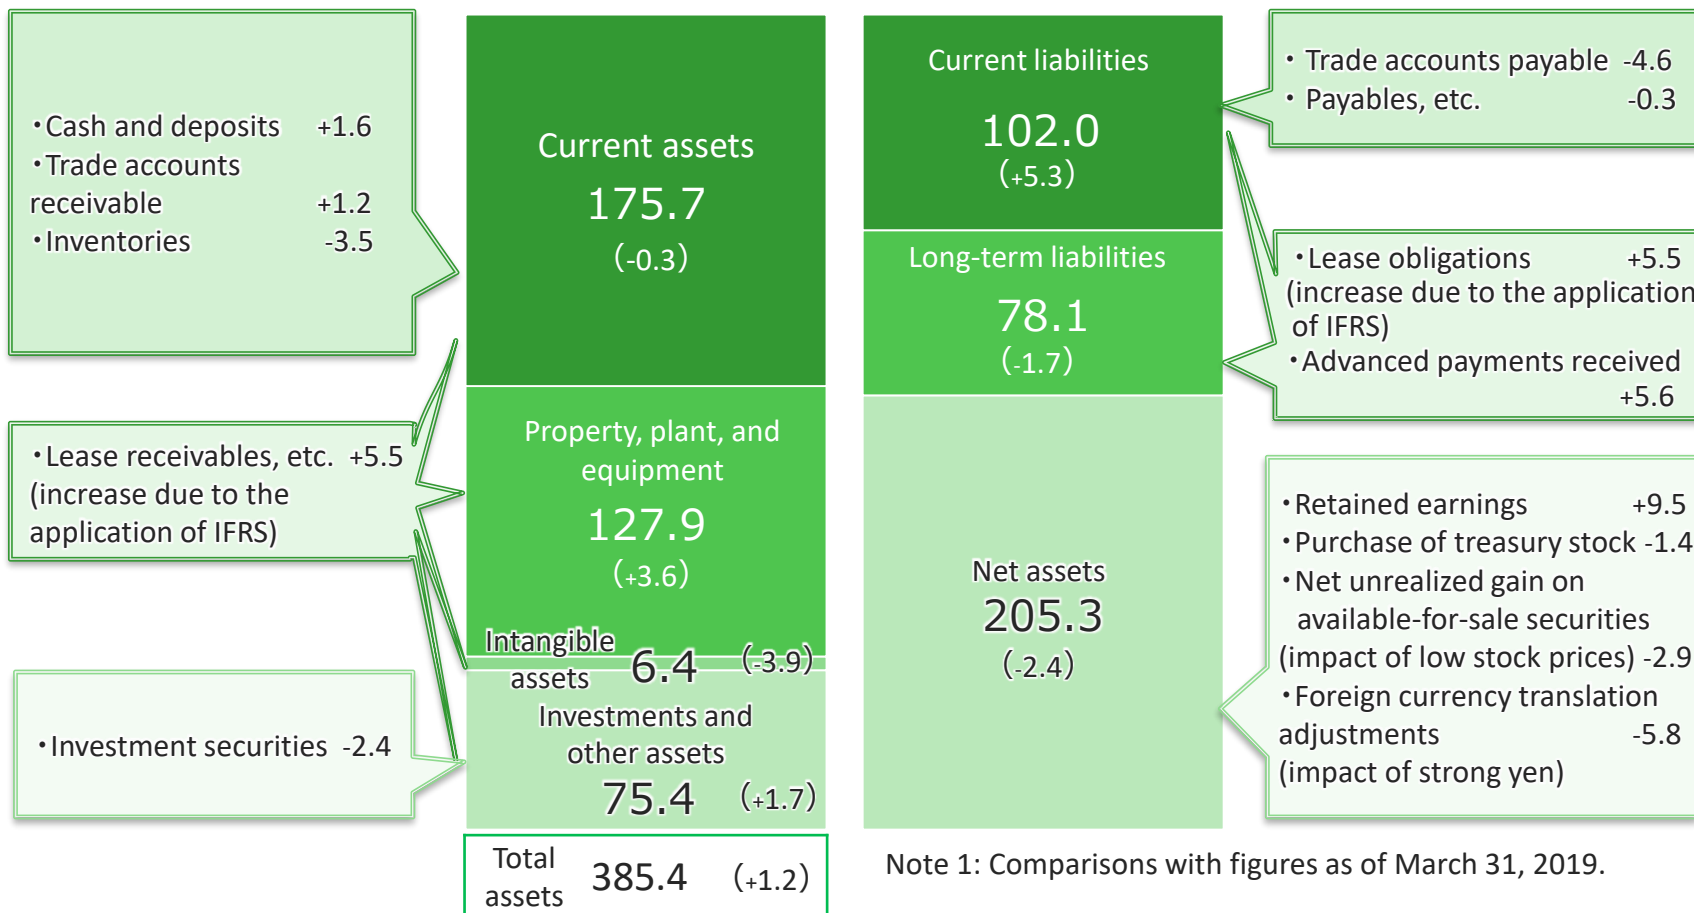 ・Cash and deposits +1.6
・Trade accounts
receivable +1.2
・Inventories -3.5
・Lease receivables, etc. +5.5
(increase due to the
application of IFRS)
・Investment securities -2.4
Current assets
175.7
(-0.3)
Property, plant, and
equipment
127.9
(+3.6)
Intangible
assets 6.4 (-3.9)
Investments and
other assets
75.4 (+1.7)
Total
assets 385.4 (+1.2)
Current liabilities
102.0
(+5.3)
Long-term liabilities
78.1
(-1.7)
Net assets
205.3
(-2.4)
・Trade accounts payable -4.6
・Payables, etc. -0.3
・Lease obligations +5.5
(increase due to the application
of IFRS)
・Advanced payments received
+5.6
・Retained earnings +9.5
・Purchase of treasury stock -1.4
・Net unrealized gain on
available-for-sale securities
(impact of low stock prices) -2.9
・Foreign currency translation
adjustments -5.8
(impact of strong yen)
Note 1: Comparisons with figures as of March 31, 2019.